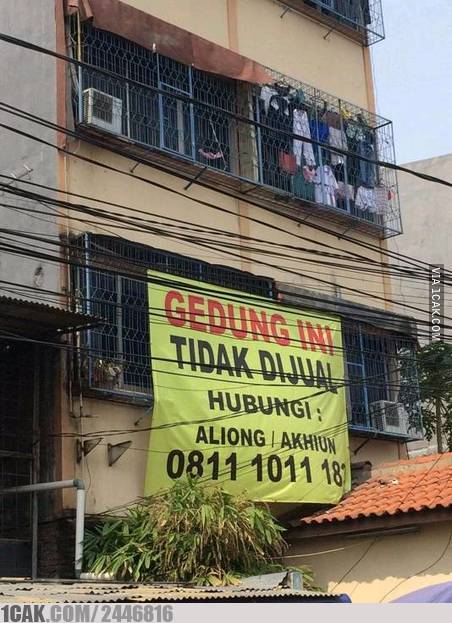 GEDUNG INI
TIDAK DIJUAL
HUBUNGI :
ALIONG / AKHIUN
0811 1011 18
VIA 1CAK.COM
1CAK.COM/2446816